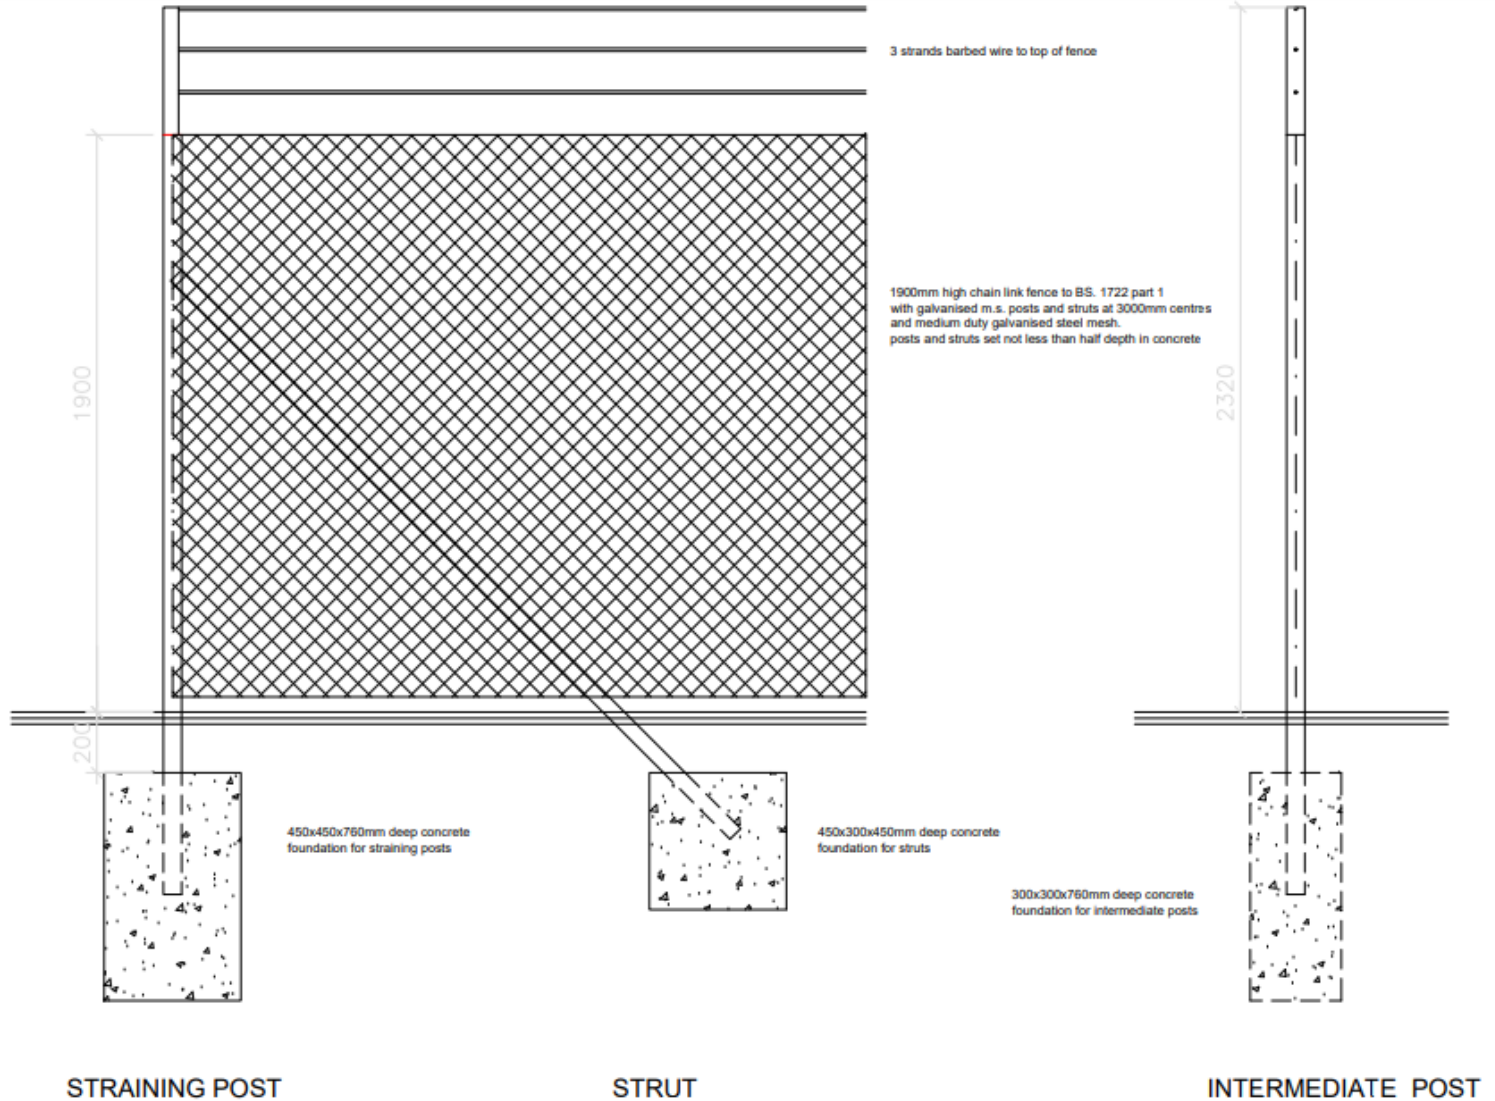 3 strands barbed wire to top of fence
1900mm high chain link fence to BS. 1722 part 1
with galvanised m.s. posts and struts at 3000mm centres
and medium duty galvanised steel mesh.
posts and struts set not less than half depth in concrete
1900
2320
200
450x450x760mm deep concrete
foundation for straining posts
450x300x450mm deep concrete
foundation for struts
300x300x760mm deep concrete
foundation for intermediate posts
STRAINING POST
STRUT
INTERMEDIATE POST